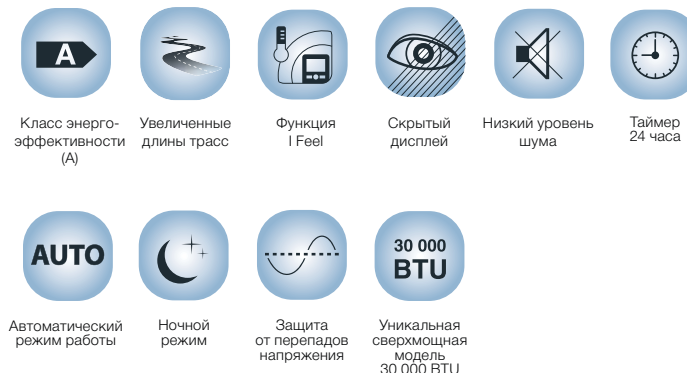 A
Класс энерго-
эффективности
(A)
Увеличенные
длины трасс
Функция
I Feel
Скрытый
дисплей
Низкий уровень
шума
Таймер
24 часа
AUTO
Автоматический
режим работы
Ночной
режим
Защита
от перепадов
напряжения
30 000
BTU
Уникальная
сверхмощная
модель
30 000 BTU